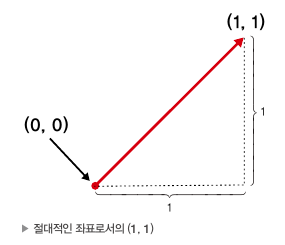 (1, 1)
(0, 0)
1
1
▶ 절대적인 좌표로서의 (1, 1)